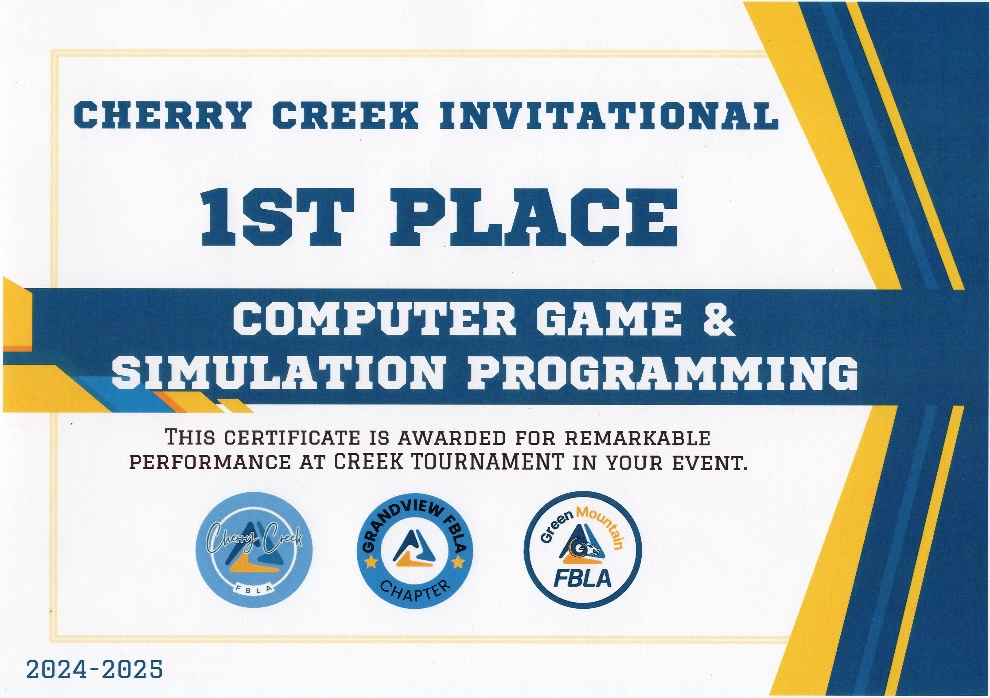 CHERRY CREEK INVITATIONAL
1ST PLACE
COMPUTER GAME &
SIMULATION PROGRAMMING
THIS CERTIFICATE IS AWARDED FOR REMARKABLE
PERFORMANCE AT CREEK TOURNAMENT IN YOUR EVENT.
Cherry Creek
FBLA
GRANDVIEW FBLA
CHAPTER
Green Mountain
FBLA
2024-2025